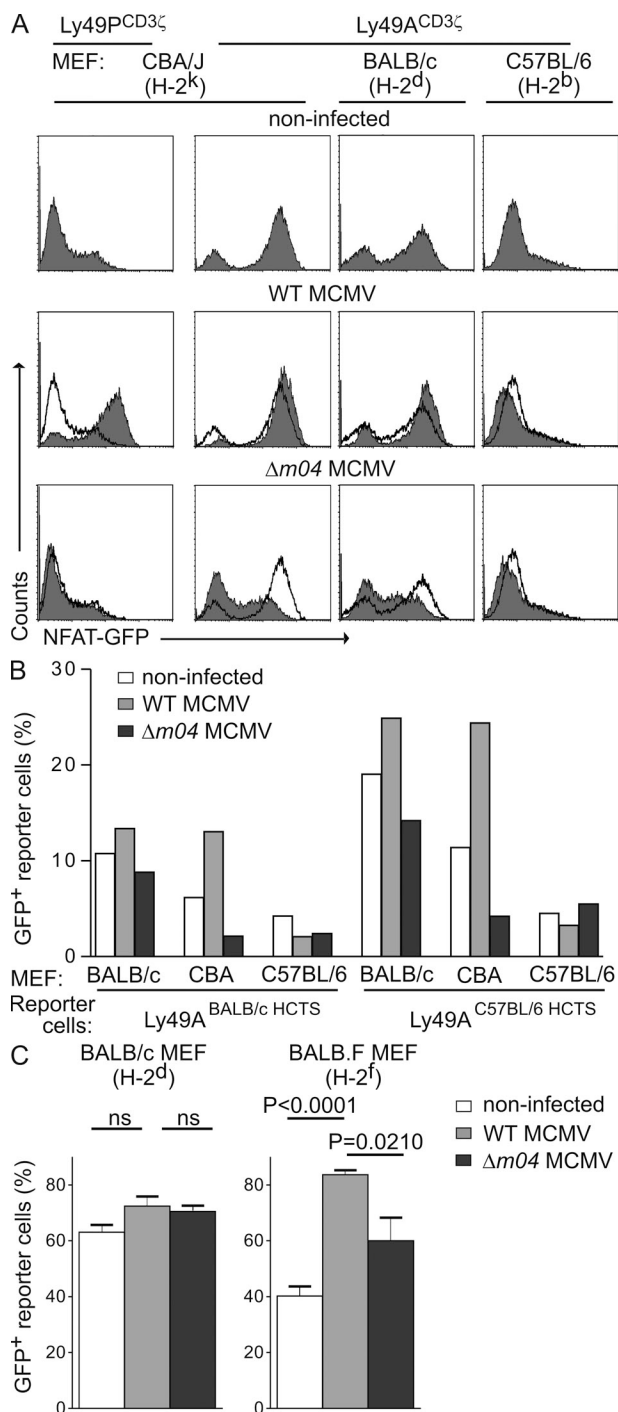 A
Ly49P^CD3ζ Ly49A^CD3ζ
MEF: CBA/J BALB/c C57BL/6
(H-2^k) (H-2^d) (H-2^b)
non-infected
WT MCMV
Δm04 MCMV
Counts
NFAT-GFP
B
30
20
10
0
GFP+ reporter cells (%)
non-infected
WT MCMV
Δm04 MCMV
MEF: BALB/c CBA C57BL/6 BALB/c CBA C57BL/6
Reporter
cells: Ly49A^BALB/c HCTS Ly49A^C57BL/6 HCTS
C
BALB/c MEF BALB.F MEF
(H-2^d) (H-2^f)
ns ns P<0.0001
P=0.0210
non-infected
WT MCMV
Δm04 MCMV
GFP+ reporter cells (%)
80 80
60 60
40 40
20 80
0 0